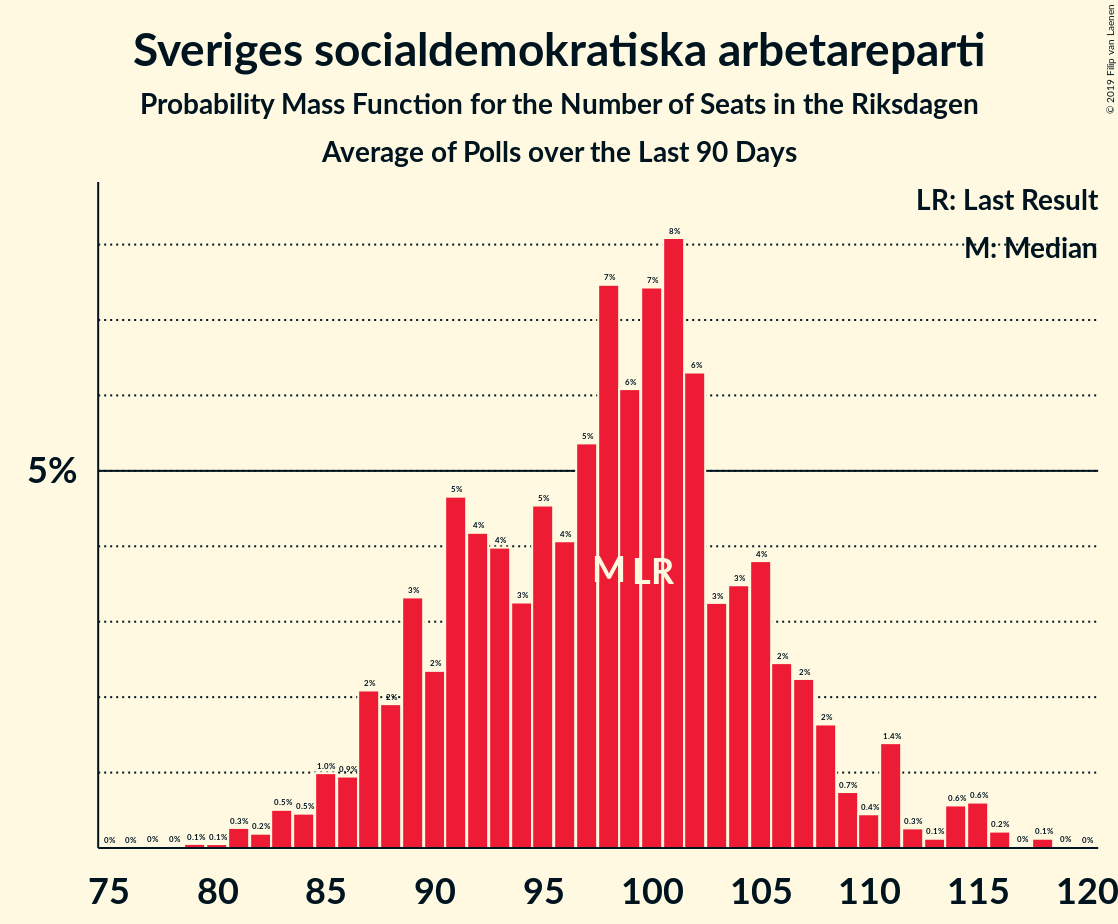 Sveriges socialdemokratiska arbetareparti
Probability Mass Function for the Number of Seats in the Riksdagen
Average of Polls over the Last 90 Days
© 2019 Filip van Laenen
LR: Last Result
M: Median
5%
0% 0% 0% 0% 0.1% 0.1% 0.3% 0.2% 0.5% 0.5% 1.0% 0.9% 2% 2% 3% 2% 5% 4% 4% 3% 5% 4% 5% 7% 6% 7% 8% 6% 3% 3% 4% 2% 2% 2% 0.7% 0.4% 1.4% 0.3% 0.1% 0.6% 0.6% 0.2% 0% 0.1% 0% 0%
M LR
75 80 85 90 95 100 105 110 115 120